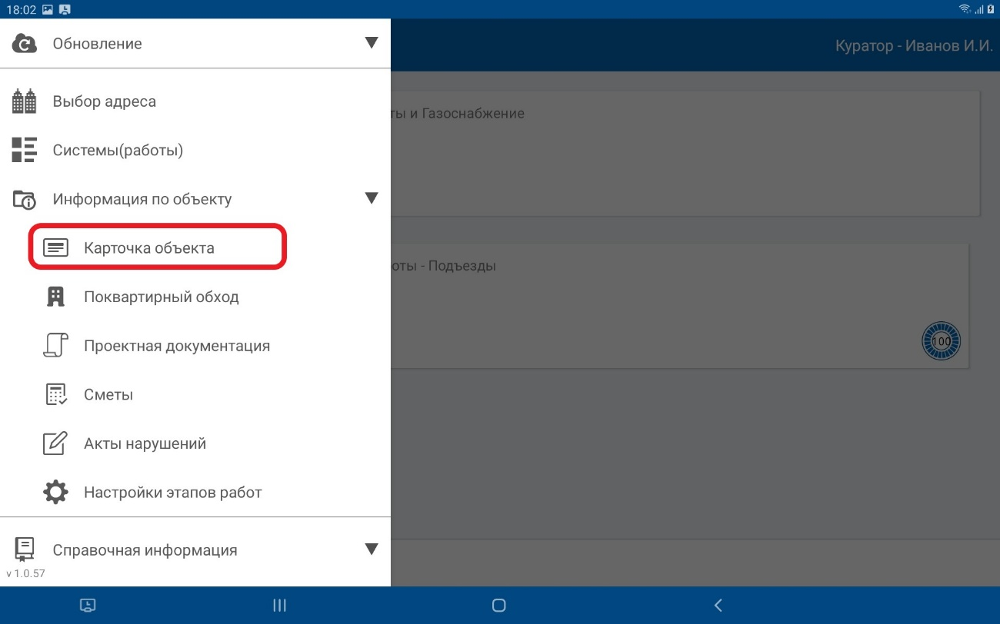 18:02
Обновление
Куратор - Иванов И.И.
Выбор адреса
ты и Газоснабжение
Системы(работы)
Информация по объекту
Карточка объекта
оты - Подъезды
Поквартирный обход
100
Проектная документация
Сметы
Акты нарушений
Настройки этапов работ
Справочная информация
v 1.0.57